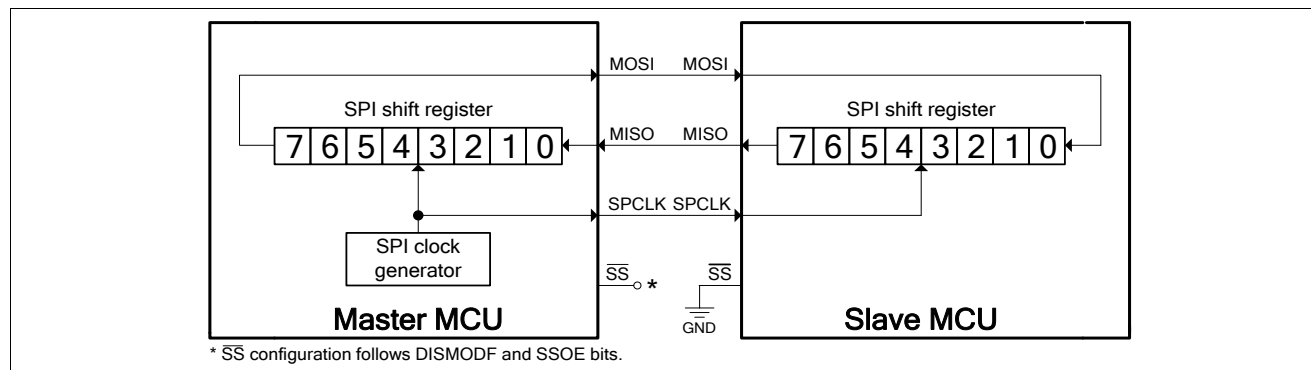 MOSI MOSI
SPI shift register SPI shift register
7 6 5 4 3 2 1 0 MISO MISO 7 6 5 4 3 2 1 0
SPCLK SPCLK
SPI clock
generator
SS * SS
GND
Master MCU Slave MCU
* SS configuration follows DISMODF and SSOE bits.